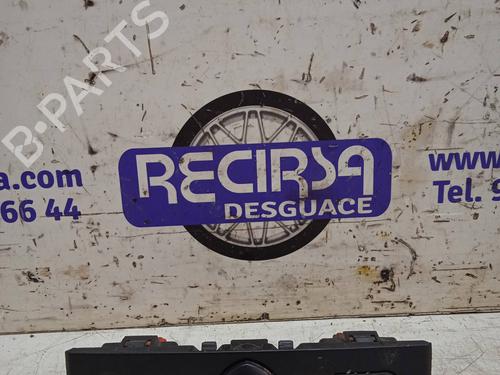 B-PARTS
RECIRSA
DESGUACE
a.com
66 44
www.
Tel. 9